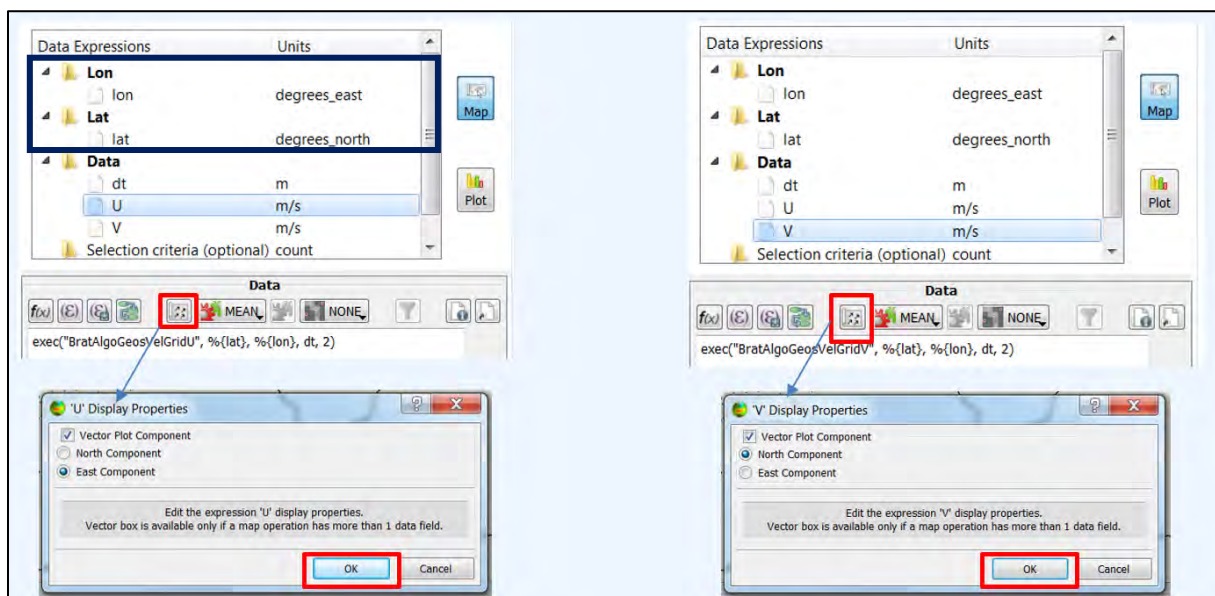 Data Expressions Units
Lon
lon degrees_east
Lat
lat degrees_north
Data
dt m
U m/s
V m/s
Selection criteria (optional) count
Map
Plot
Data
f(x) (ε) (ε) MEAN NONE
exec("BratAlgoGeosVelGridU", %{lat}, %{lon}, dt, 2)
'U' Display Properties
Vector Plot Component
North Component
East Component
Edit the expression 'U' display properties.
Vector box is available only if a map operation has more than 1 data field.
OK Cancel
Data Expressions Units
Lon
lon degrees_east
Lat
lat degrees_north
Data
dt m
U m/s
V m/s
Selection criteria (optional) count
Map
Plot
Data
f(x) (ε) (ε) MEAN NONE
exec("BratAlgoGeosVelGridV", %{lat}, %{lon}, dt, 2)
'V' Display Properties
Vector Plot Component
North Component
East Component
Edit the expression 'V' display properties.
Vector box is available only if a map operation has more than 1 data field.
OK Cancel